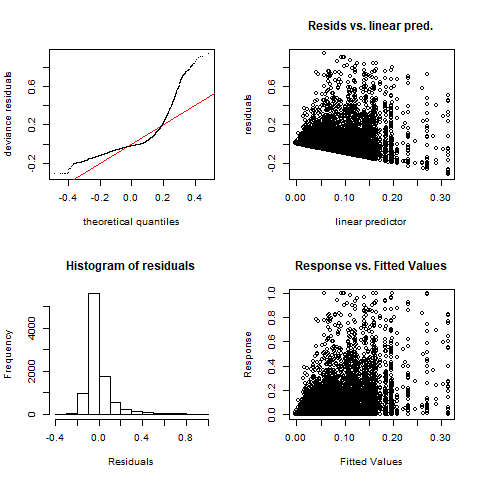 deviance residuals
-0.2 0.2 0.6
-0.4 -0.2 0.0 0.2 0.4
theoretical quantiles
Resids vs. linear pred.
residuals
-0.2 0.2 0.6
0.00 0.10 0.20 0.30
linear predictor
Histogram of residuals
Frequency
0 2000 4000
-0.4 0.0 0.4 0.8
Residuals
Response vs. Fitted Values
Response
0.0 0.2 0.4 0.6 0.8 1.0
0.00 0.10 0.20 0.30
Fitted Values